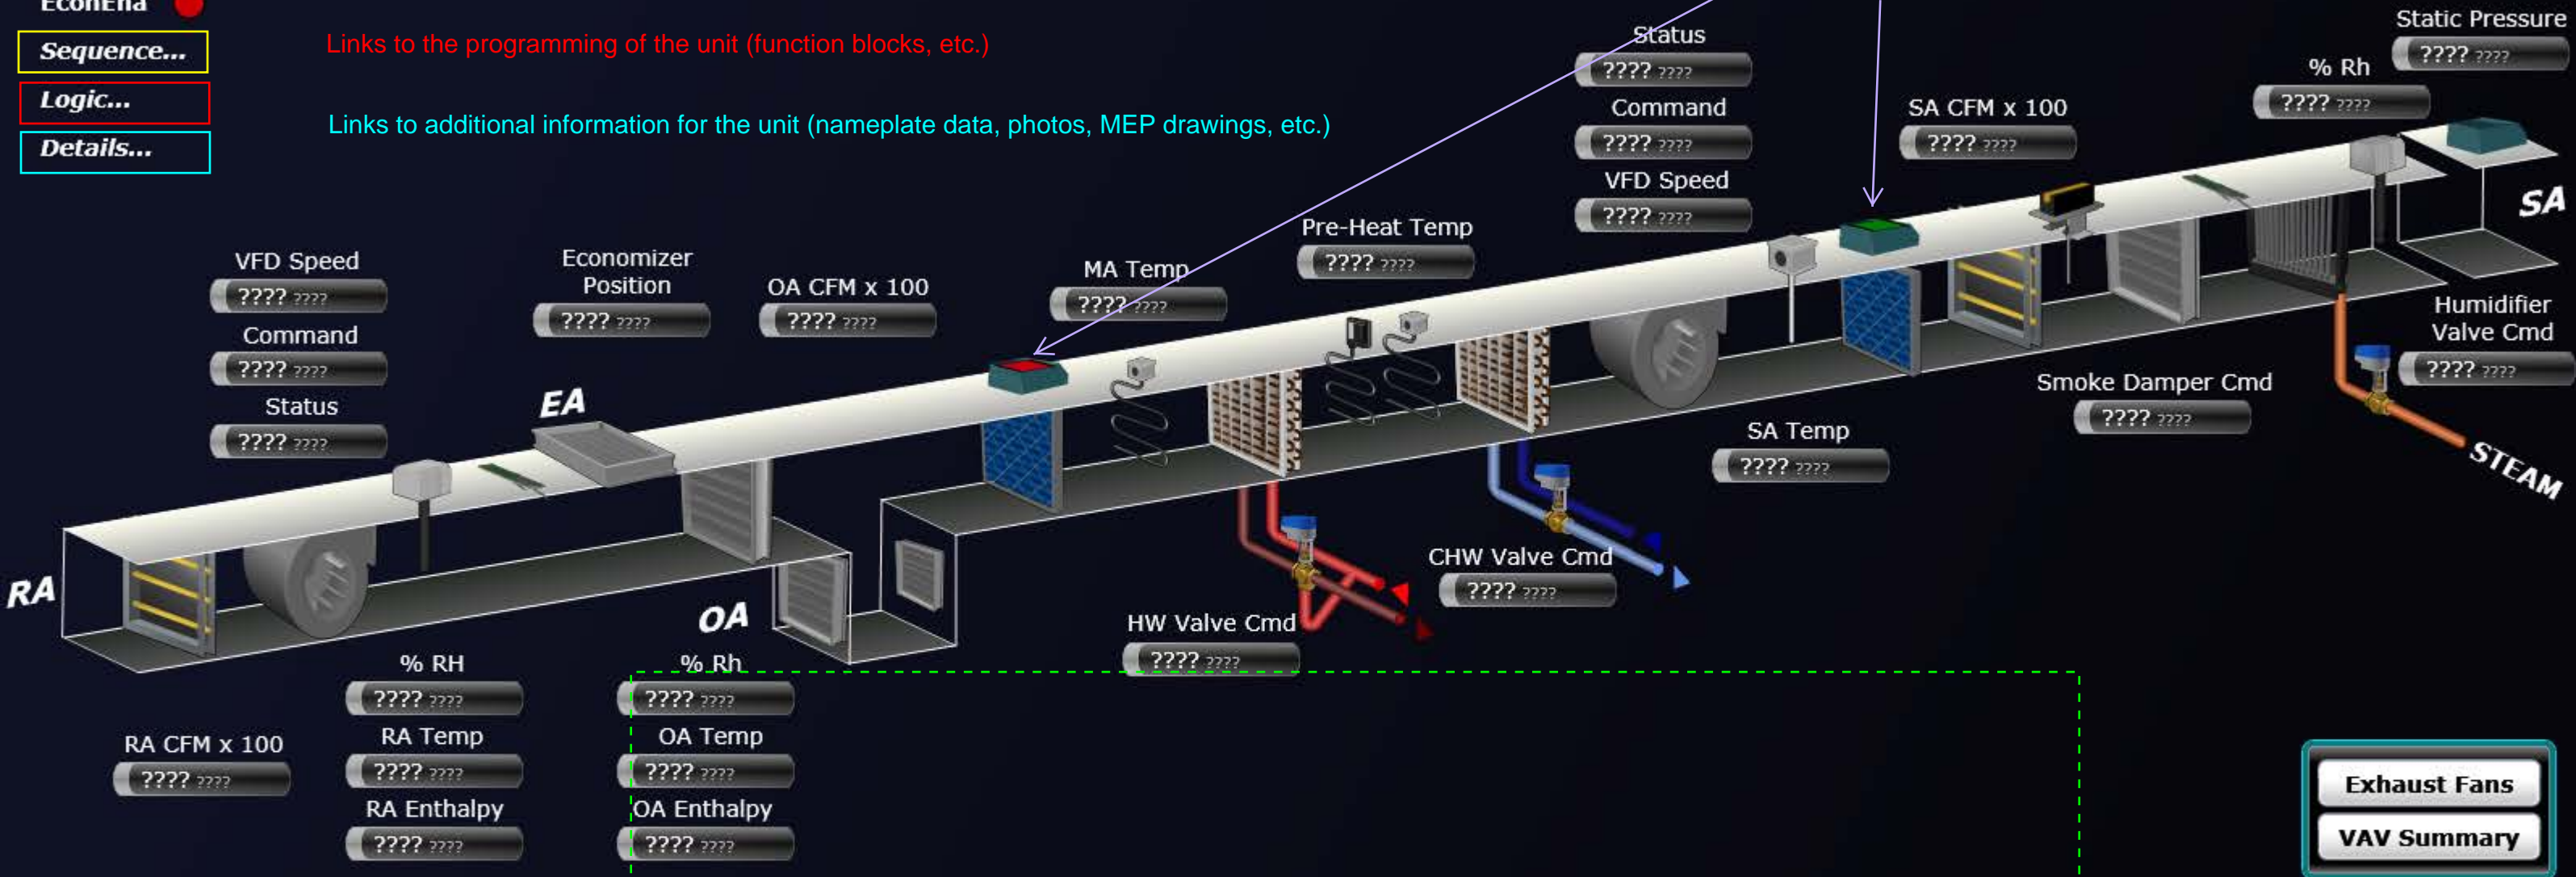 EconEna
Sequence...
Logic...
Details...
Links to the programming of the unit (function blocks, etc.)
Links to additional information for the unit (nameplate data, photos, MEP drawings, etc.)
Static Pressure
???? ????
% Rh
???? ????
Status
???? ????
Command
???? ????
VFD Speed
???? ????
SA CFM x 100
???? ????
SA
Pre-Heat Temp
???? ????
MA Temp
???? ????
VFD Speed
???? ????
Command
???? ????
Status
???? ????
Economizer
Position
???? ????
OA CFM x 100
???? ????
EA
Humidifier
Valve Cmd
???? ????
Smoke Damper Cmd
???? ????
SA Temp
???? ????
STEAM
CHW Valve Cmd
???? ????
HW Valve Cmd
???? ????
RA
OA
% RH
???? ????
RA Temp
???? ????
RA Enthalpy
???? ????
RA CFM x 100
???? ????
% Rh
???? ????
OA Temp
???? ????
OA Enthalpy
???? ????
Exhaust Fans
VAV Summary